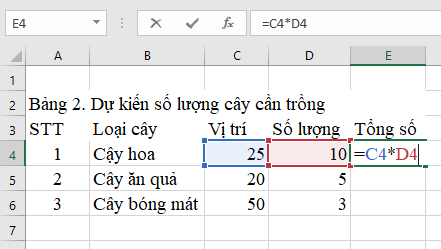 E4 fx =C4*D4
A B C D E
1
2 Bảng 2. Dự kiến số lượng cây cần trồng
3 STT Loại cây Vị trí Số lượng Tổng số
4 1 Cây hoa 25 10 =C4*D4
5 2 Cây ăn quả 20 5
6 3 Cây bóng mát 50 3
7